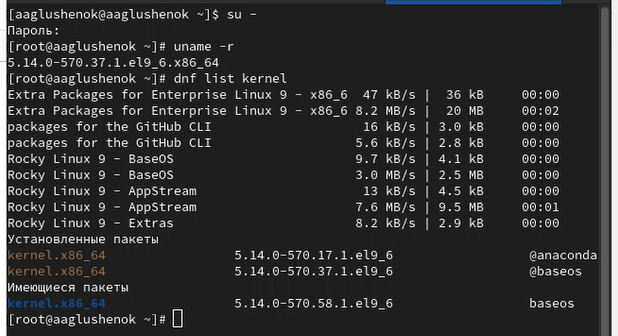 [aaglushenok@aaglushenok ~]$ su -
Пароль:
[root@aaglushenok ~]# uname -r
5.14.0-570.37.1.el9_6.x86_64
[root@aaglushenok ~]# dnf list kernel
Extra Packages for Enterprise Linux 9 - x86_6  47 kB/s |  36 kB     00:00
Extra Packages for Enterprise Linux 9 - x86_6 8.2 MB/s |  20 MB     00:02
packages for the GitHub CLI                    16 kB/s | 3.0 kB     00:00
packages for the GitHub CLI                   5.6 kB/s | 2.8 kB     00:00
Rocky Linux 9 - BaseOS                        9.7 kB/s | 4.1 kB     00:00
Rocky Linux 9 - BaseOS                        3.0 MB/s | 2.5 MB     00:00
Rocky Linux 9 - AppStream                      13 kB/s | 4.5 kB     00:00
Rocky Linux 9 - AppStream                     7.6 MB/s | 9.5 MB     00:01
Rocky Linux 9 - Extras                        8.2 kB/s | 2.9 kB     00:00
Установленные пакеты
kernel.x86_64                 5.14.0-570.17.1.el9_6                 @anaconda
kernel.x86_64                 5.14.0-570.37.1.el9_6                 @baseos
Имеющиеся пакеты
kernel.x86_64                 5.14.0-570.58.1.el9_6                 baseos
[root@aaglushenok ~]#